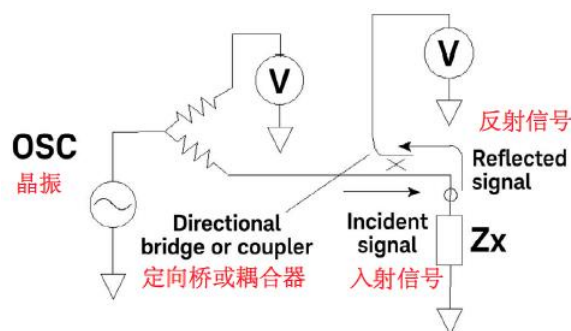 V
V
OSC
晶振
反射信号
Reflected
signal
Directional
bridge or coupler
定向桥或耦合器
Incident
signal
入射信号
Zx